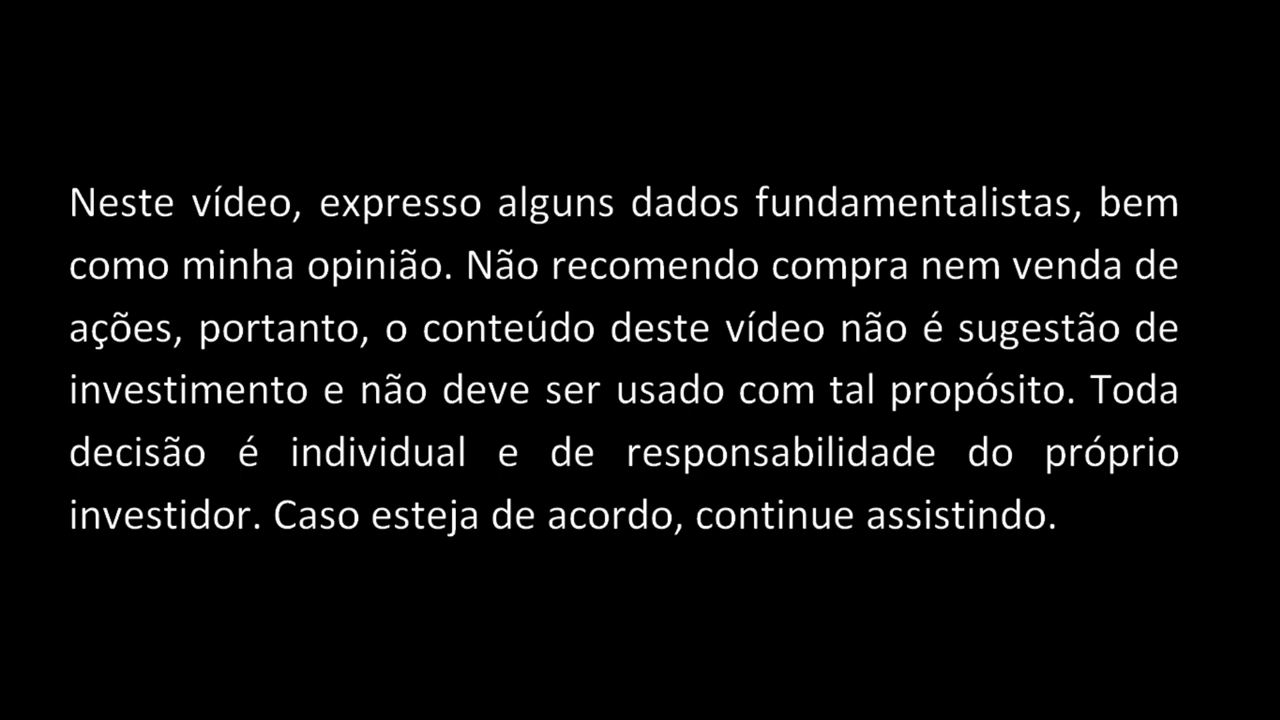 Neste vídeo, expresso alguns dados fundamentalistas, bem
como minha opinião. Não recomendo compra nem venda de
ações, portanto, o conteúdo deste vídeo não é sugestão de
investimento e não deve ser usado com tal propósito. Toda
decisão é individual e de responsabilidade do próprio
investidor. Caso esteja de acordo, continue assistindo.